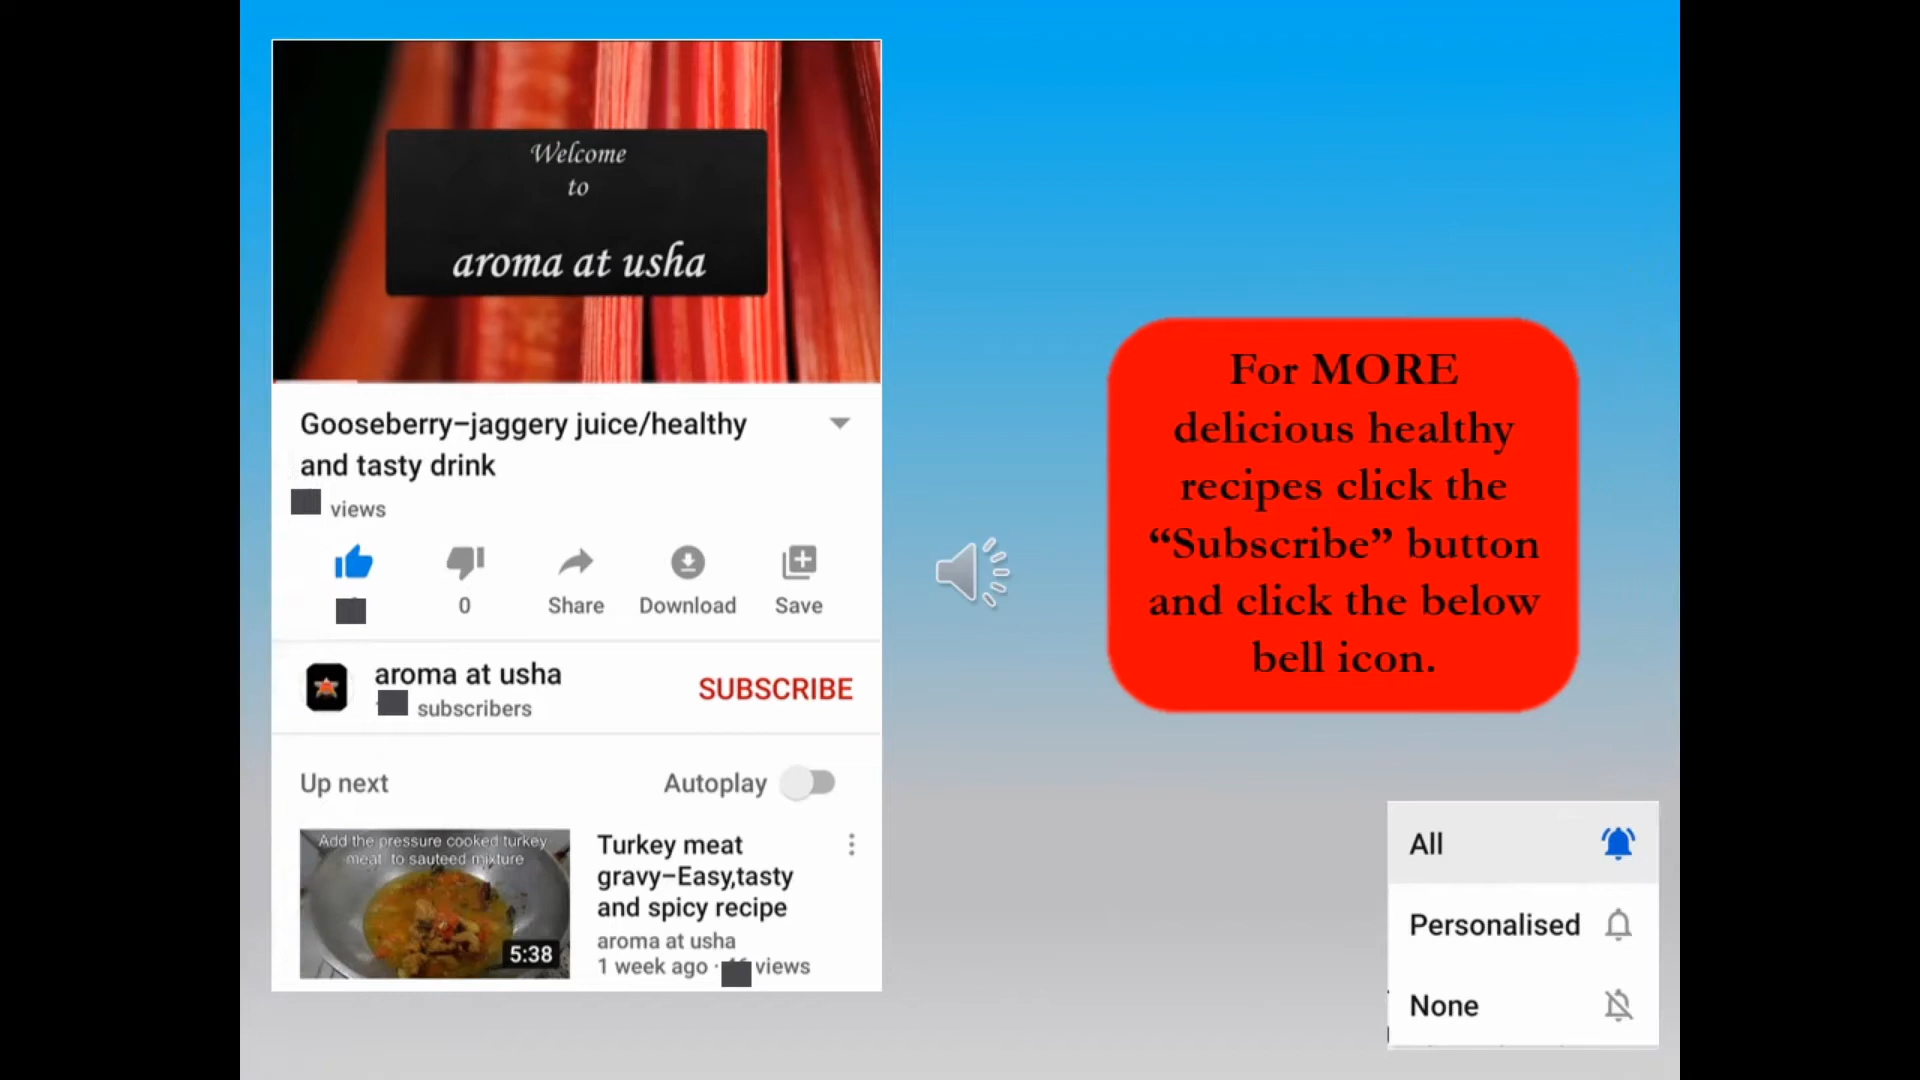 Welcome
to
aroma at usha
Gooseberry–jaggery juice/healthy
and tasty drink
views
0
Share
Download
Save
aroma at usha
subscribers
SUBSCRIBE
Up next
Autoplay
Add the pressure cooked turkey
meat to sauteed mixture
5:38
Turkey meat
gravy–Easy,tasty
and spicy recipe
aroma at usha
1 week ago · views
For MORE
delicious healthy
recipes click the
“Subscribe” button
and click the below
bell icon.
All
Personalised
None